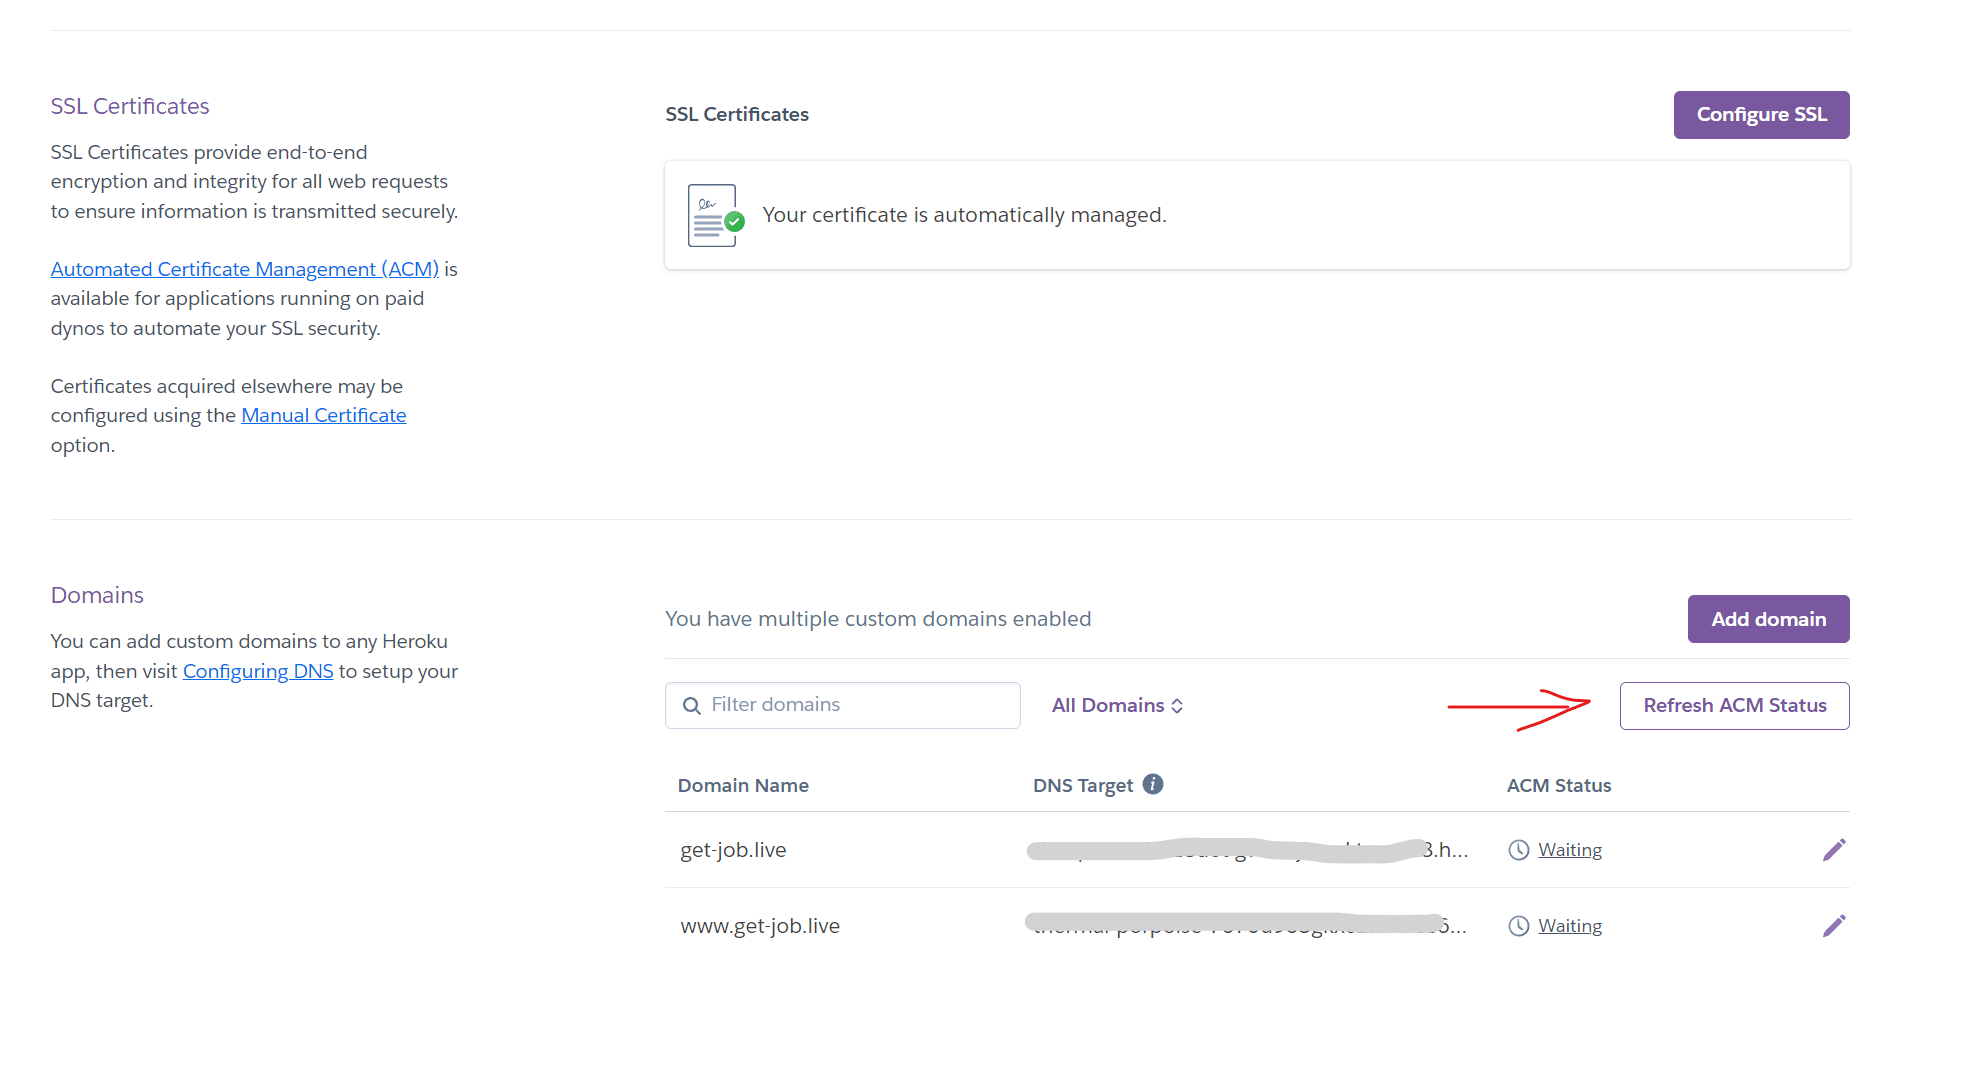 SSL Certificates
SSL Certificates provide end-to-end
encryption and integrity for all web requests
to ensure information is transmitted securely.
Automated Certificate Management (ACM) is
available for applications running on paid
dynos to automate your SSL security.
Certificates acquired elsewhere may be
configured using the Manual Certificate
option.
SSL Certificates
Configure SSL
Your certificate is automatically managed.
Domains
You can add custom domains to any Heroku
app, then visit Configuring DNS to setup your
DNS target.
You have multiple custom domains enabled
Add domain
Filter domains
All Domains
Refresh ACM Status
Domain Name DNS Target ACM Status
get-job.live Waiting
www.get-job.live Waiting